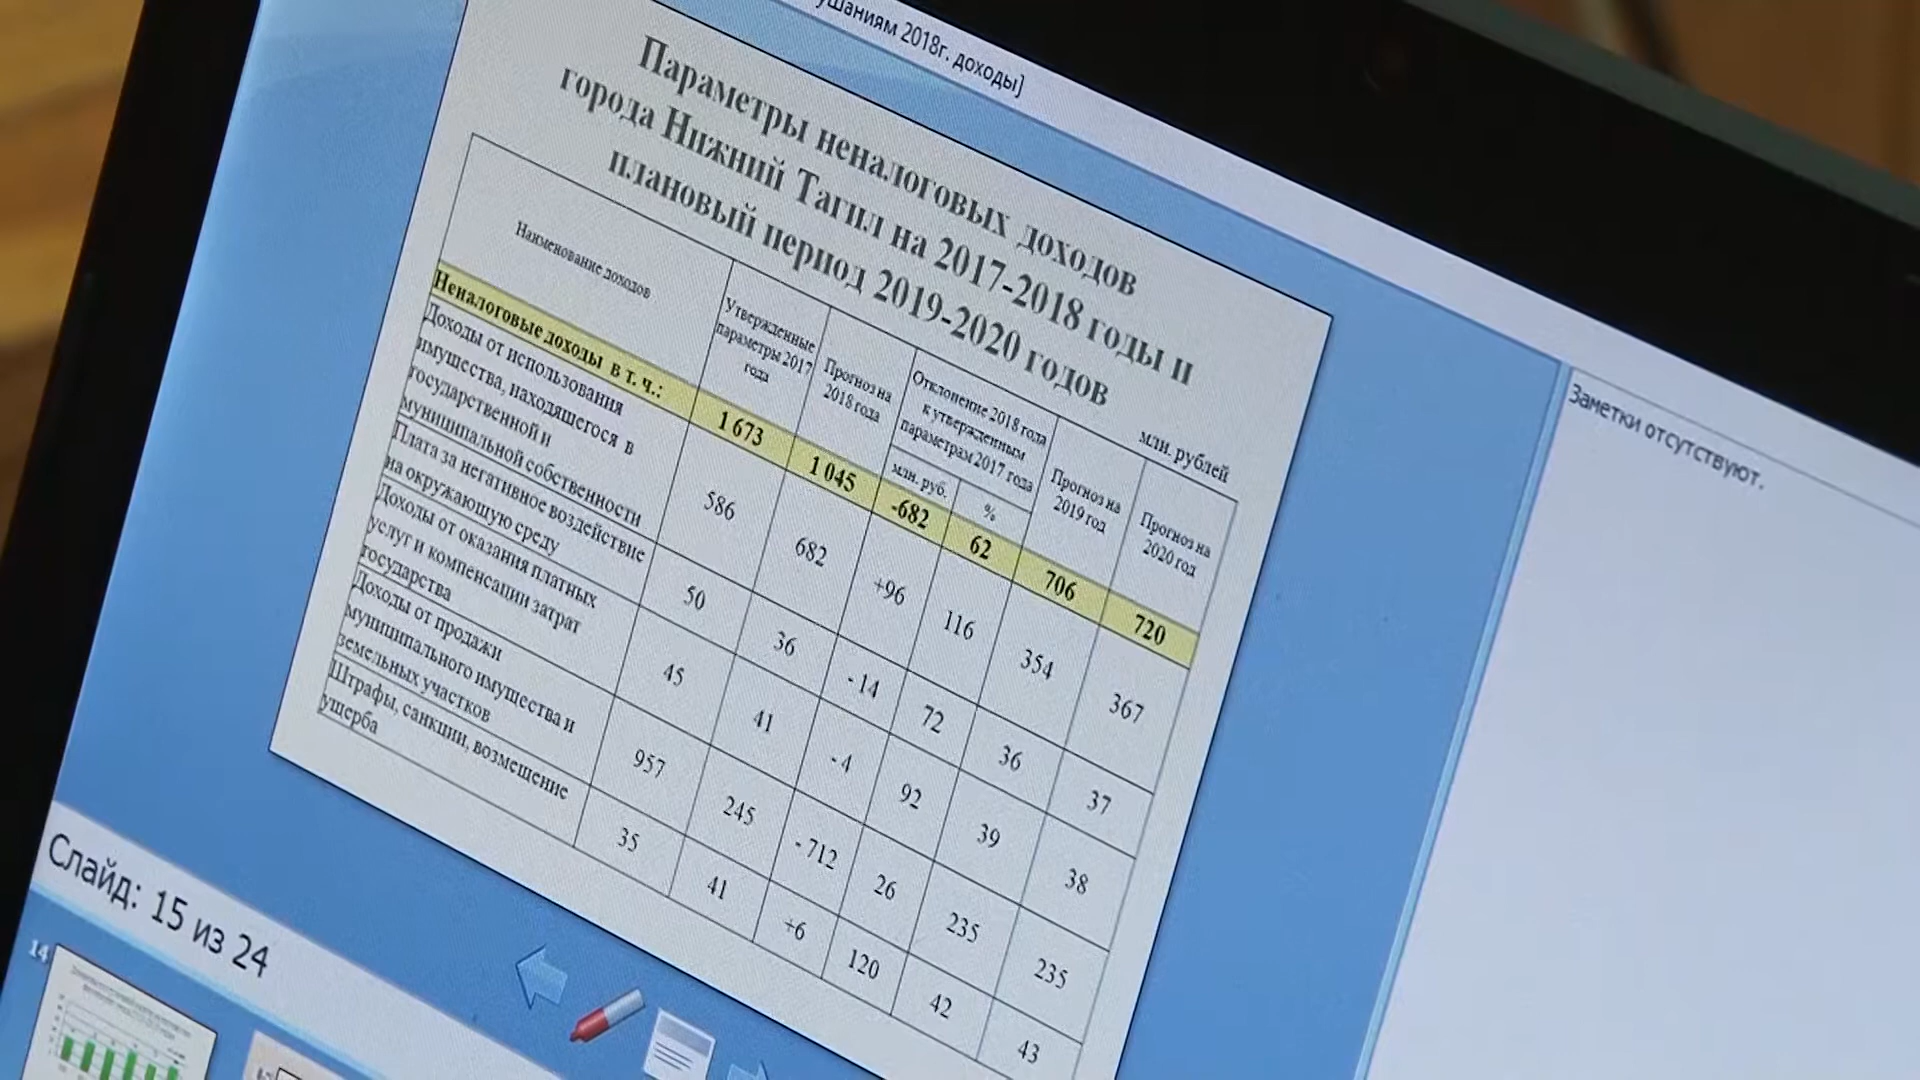 ушаниям 2018г. доходы]
Параметры неналоговых доходов
города Нижний Тагил на 2017-2018 годы и
плановый период 2019-2020 годов
млн. рублей
Наименование доходов
Утвержденные
параметры 2017
года
Прогноз на
2018 года
Отклонение 2018 года
к утвержденным
параметрам 2017 года
млн. руб.
%
Прогноз на
2019 год
Прогноз на
2020 год
Неналоговые доходы в т. ч.: 1 673 1 045 -682 62 706 720
Доходы от использования
имущества, находящегося в
государственной и
муниципальной собственности
586 682 +96 116 354 367
Плата за негативное воздействие
на окружающую среду
50 36 - 14 72 36 37
Доходы от оказания платных
услуг и компенсации затрат
государства
45 41 - 4 92 39 38
Доходы от продажи
муниципального имущества и
земельных участков
957 245 - 712 26 235 235
Штрафы, санкции, возмещение
ущерба
35 41 +6 120 42 43
Заметки отсутствуют.
Слайд: 15 из 24
14